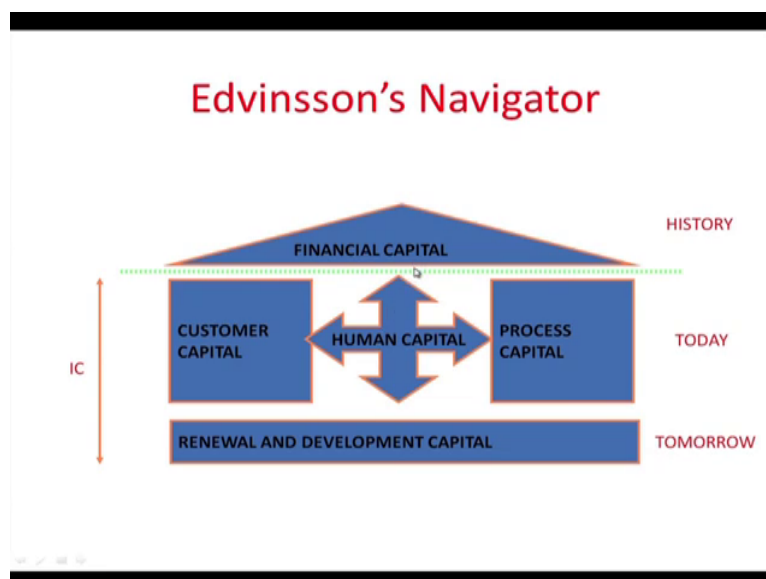 Edvinsson's Navigator
HISTORY
FINANCIAL CAPITAL
CUSTOMER
CAPITAL
HUMAN CAPITAL
PROCESS
CAPITAL
TODAY
IC
RENEWAL AND DEVELOPMENT CAPITAL
TOMORROW